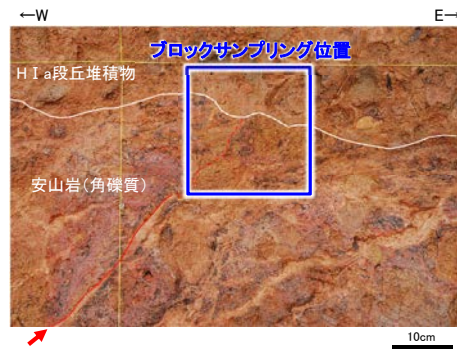 ←W
E→
ブロックサンプリング位置
HⅠa段丘堆積物
安山岩(角礫質)
10cm